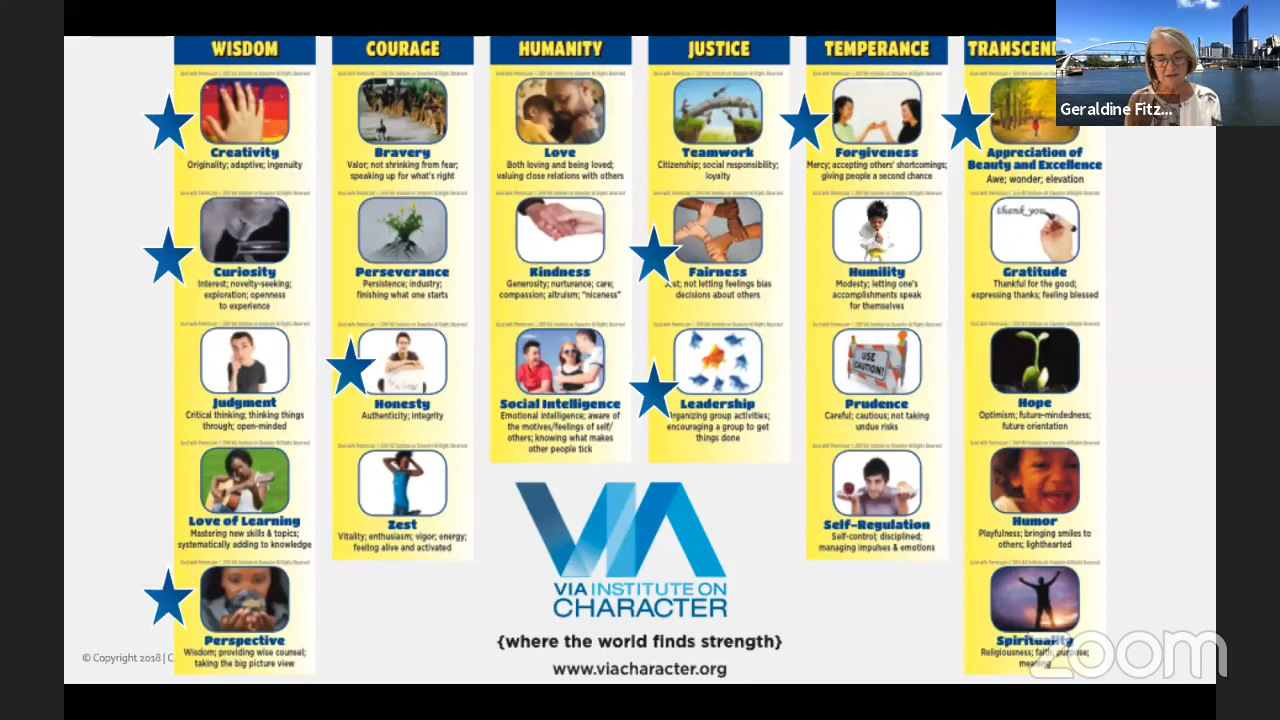 WISDOM
Creativity
Originality; adaptive; ingenuity
Curiosity
Interest; novelty-seeking;
exploration; openness
to experience
Judgment
Critical thinking; thinking things
through; open-minded
Love of Learning
Mastering new skills & topics;
systematically adding to knowledge
Perspective
Wisdom; providing wise counsel;
taking the big picture view
COURAGE
Bravery
Valor; not shrinking from fear;
speaking up for what's right
Perseverance
Persistence; industry;
finishing what one starts
Honesty
Authenticity; integrity
Zest
Vitality; enthusiasm; vigor; energy;
feeling alive and activated
HUMANITY
Love
Both loving and being loved;
valuing close relations with others
Kindness
Generosity; nurturance; care;
compassion; altruism; "niceness"
Social Intelligence
Emotional intelligence; aware of
the motives/feelings of self/
others; knowing what makes
other people tick
JUSTICE
Teamwork
Citizenship; social responsibility;
loyalty
Fairness
not letting feelings bias
decisions about others
Leadership
Organizing group activities;
encouraging a group to get
things done
TEMPERANCE
Forgiveness
Mercy; accepting others' shortcomings;
giving people a second chance
Humility
Modesty; letting one's
accomplishments speak
for themselves
USE
CAUTION!
Prudence
Careful; cautious; not taking
undue risks
Self-Regulation
Self-control; disciplined;
managing impulses & emotions
TRANSCEN
Appreciation of
Beauty and Excellence
Awe; wonder; elevation
thank you
Gratitude
Thankful for the good;
expressing thanks; feeling blessed
Hope
Optimism; future-mindedness;
future orientation
Humor
Playfulness; bringing smiles to
others; lighthearted
Spirituality
Religiousness; faith; purpose;
meaning
VIA
VIA INSTITUTE ON
CHARACTER
{where the world finds strength}
www.viacharacter.org
© Copyright 2018 | C
Geraldine Fitz...
zoom